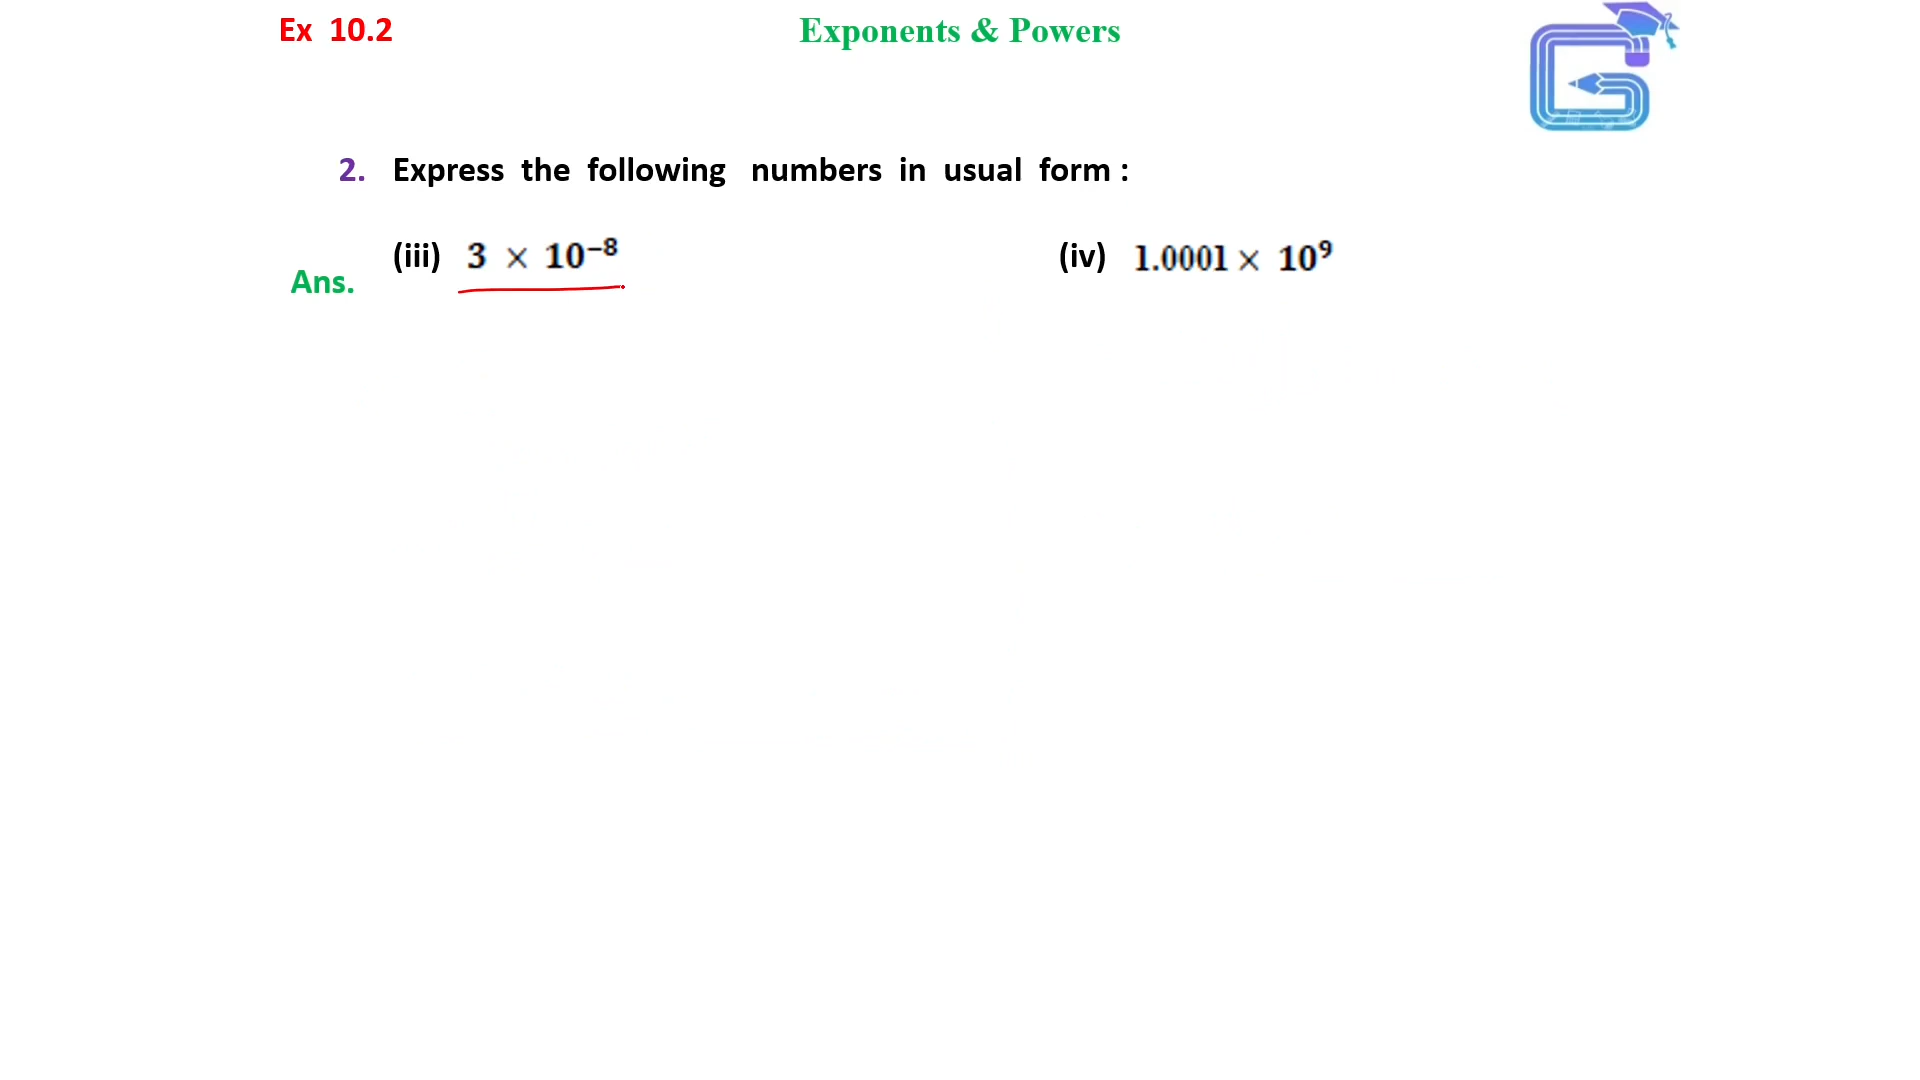 Ex 10.2
Exponents & Powers
2. Express the following numbers in usual form :
(iii) 3 × 10⁻⁸
(iv) 1.0001 × 10⁹
Ans.